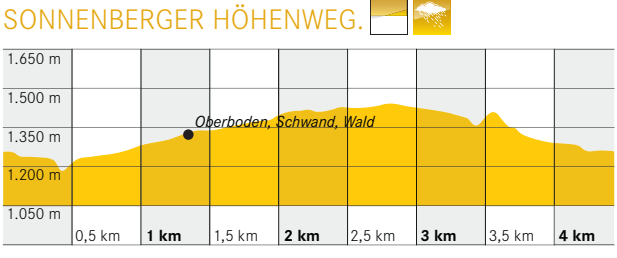 SONNENBERGER HÖHENWEG.
1.650 m
1.500 m
Oberboden, Schwand, Wald
1.350 m
1.200 m
1.050 m
0,5 km 1 km 1,5 km 2 km 2,5 km 3 km 3,5 km 4 km